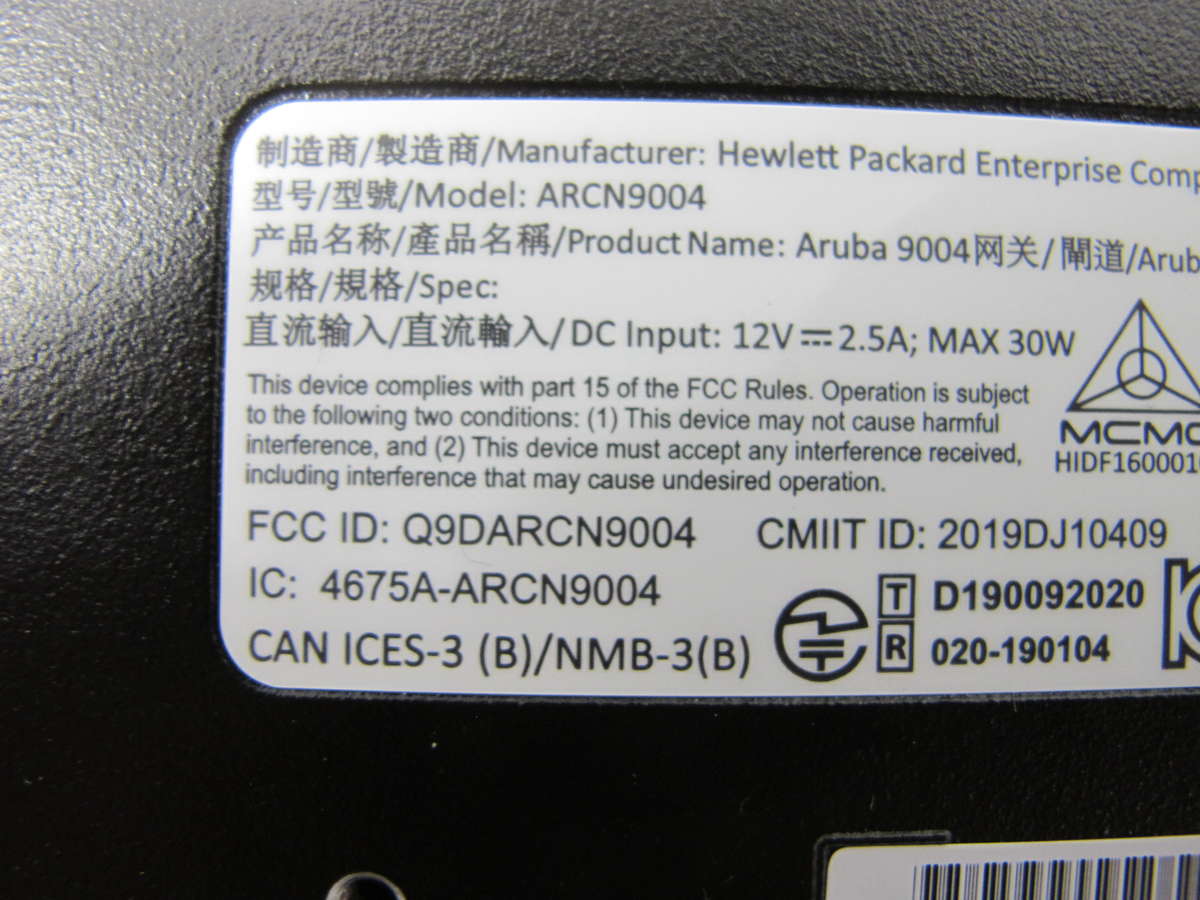 制造商/製造商/Manufacturer: Hewlett Packard Enterprise Comp
型号/型號/Model: ARCN9004
产品名称/產品名稱/Product Name: Aruba 9004网关/閘道/Arub
规格/規格/Spec:
直流输入/直流輸入/DC Input: 12V⎓2.5A; MAX 30W
This device complies with part 15 of the FCC Rules. Operation is subject
to the following two conditions: (1) This device may not cause harmful
interference, and (2) This device must accept any interference received,
including interference that may cause undesired operation.
MCMC
HIDF1600010
FCC ID: Q9DARCN9004 CMIIT ID: 2019DJ10409
IC: 4675A-ARCN9004
T D190092020
CAN ICES-3 (B)/NMB-3(B)
R 020-190104